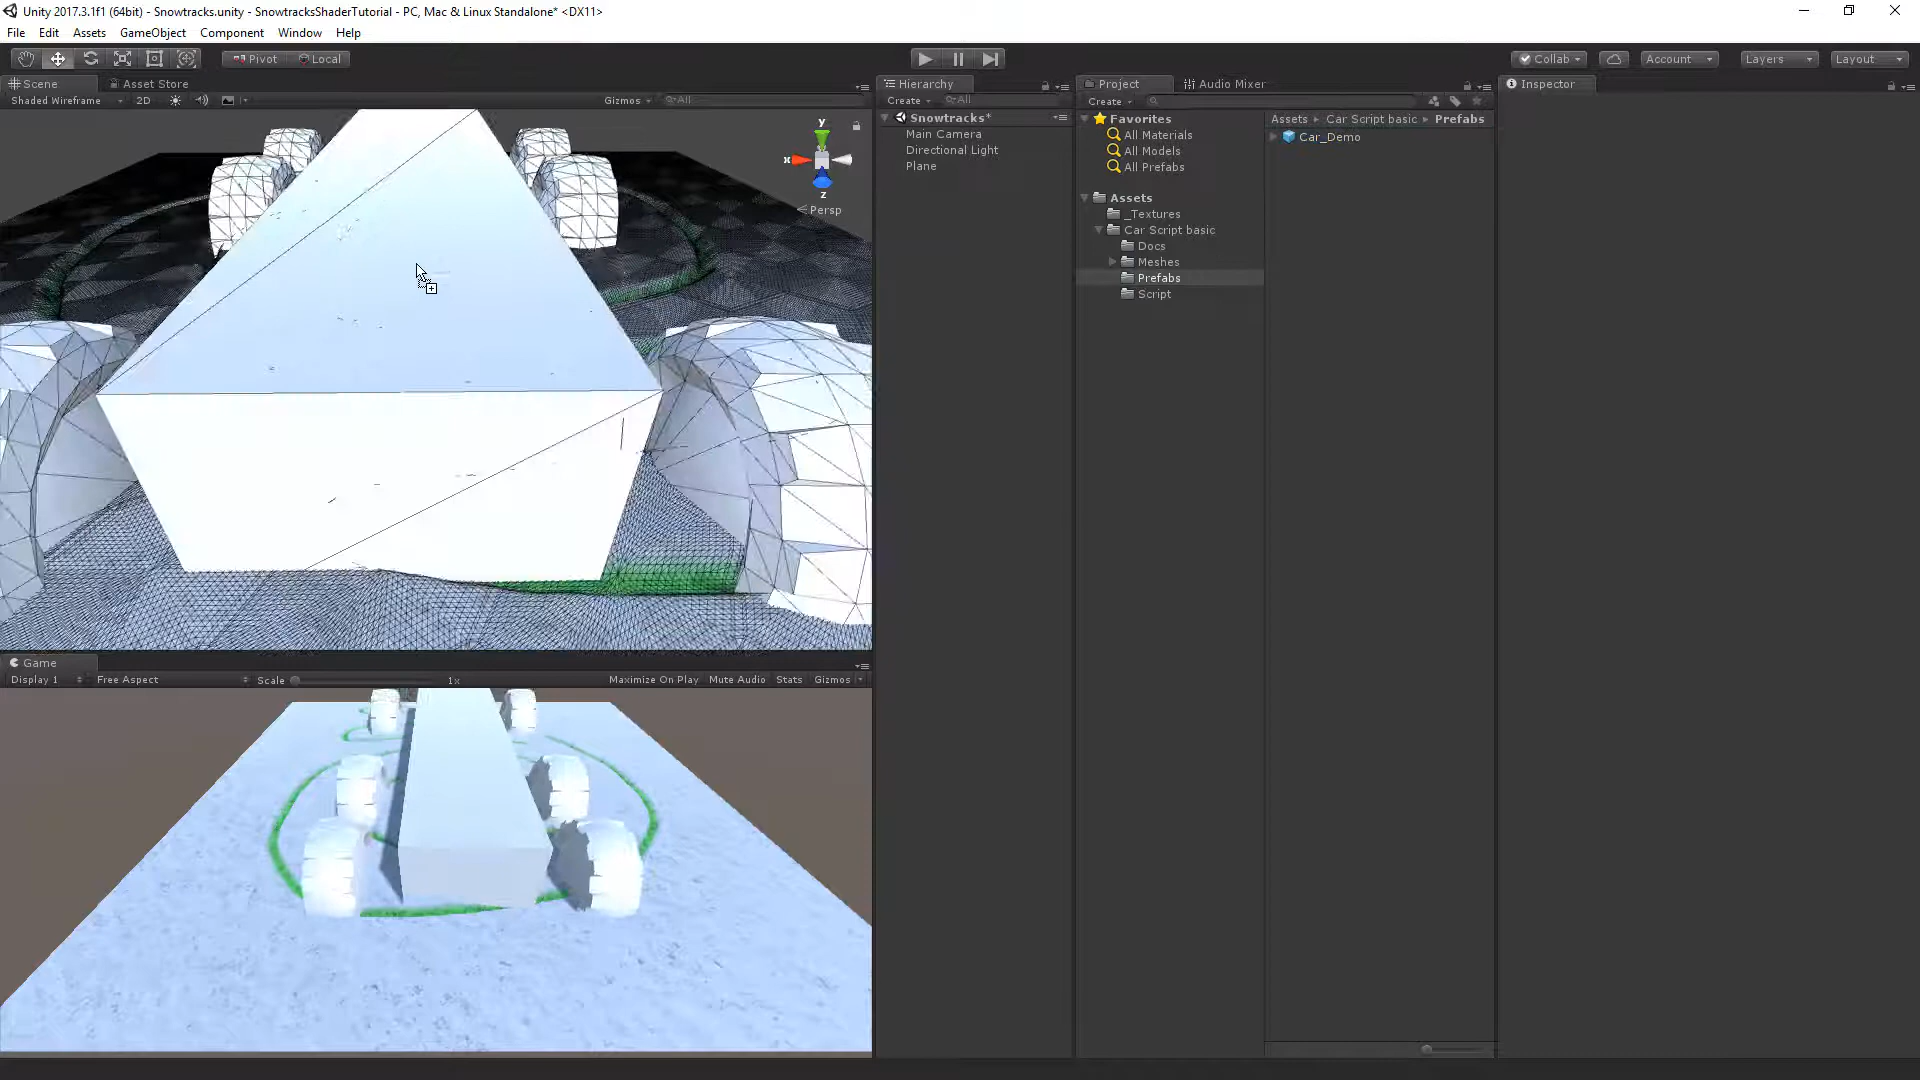 Unity 2017.3.1f1 (64bit) - Snowtracks.unity - SnowtracksShaderTutorial - PC, Mac & Linux Standalone* <DX11>
File Edit Assets GameObject Component Window Help
Pivot Local Collab Account Layers Layout
Scene Asset Store
Shaded Wireframe 2D Gizmos All
y
x
z
Persp
Game
Display 1 Free Aspect Scale 1x Maximize On Play Mute Audio Stats Gizmos
Hierarchy
Create All
Snowtracks*
Main Camera
Directional Light
Plane
Project Audio Mixer
Create
Favorites
All Materials
All Models
All Prefabs
Assets
_Textures
Car Script basic
Docs
Meshes
Prefabs
Script
Assets Car Script basic Prefabs
Car_Demo
Inspector